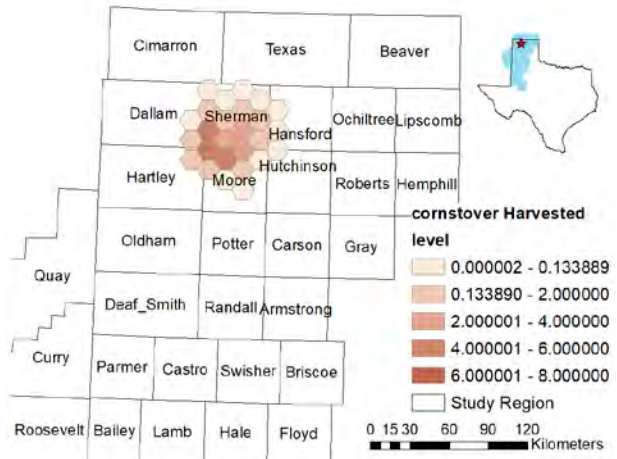 Cimarron Texas Beaver
Dallam Sherman Hansford Ochiltree Lipscomb
Hartley Moore Hutchinson Roberts Hemphill
cornstover Harvested
level
Oldham Potter Carson Gray
Quay
Deaf_Smith Randall Armstrong
Curry Parmer Castro Swisher Briscoe
Roosevelt Bailey Lamb Hale Floyd
0.000002 - 0.133889
0.133890 - 2.000000
2.000001 - 4.000000
4.000001 - 6.000000
6.000001 - 8.000000
Study Region
0 15 30 60 90 120
Kilometers